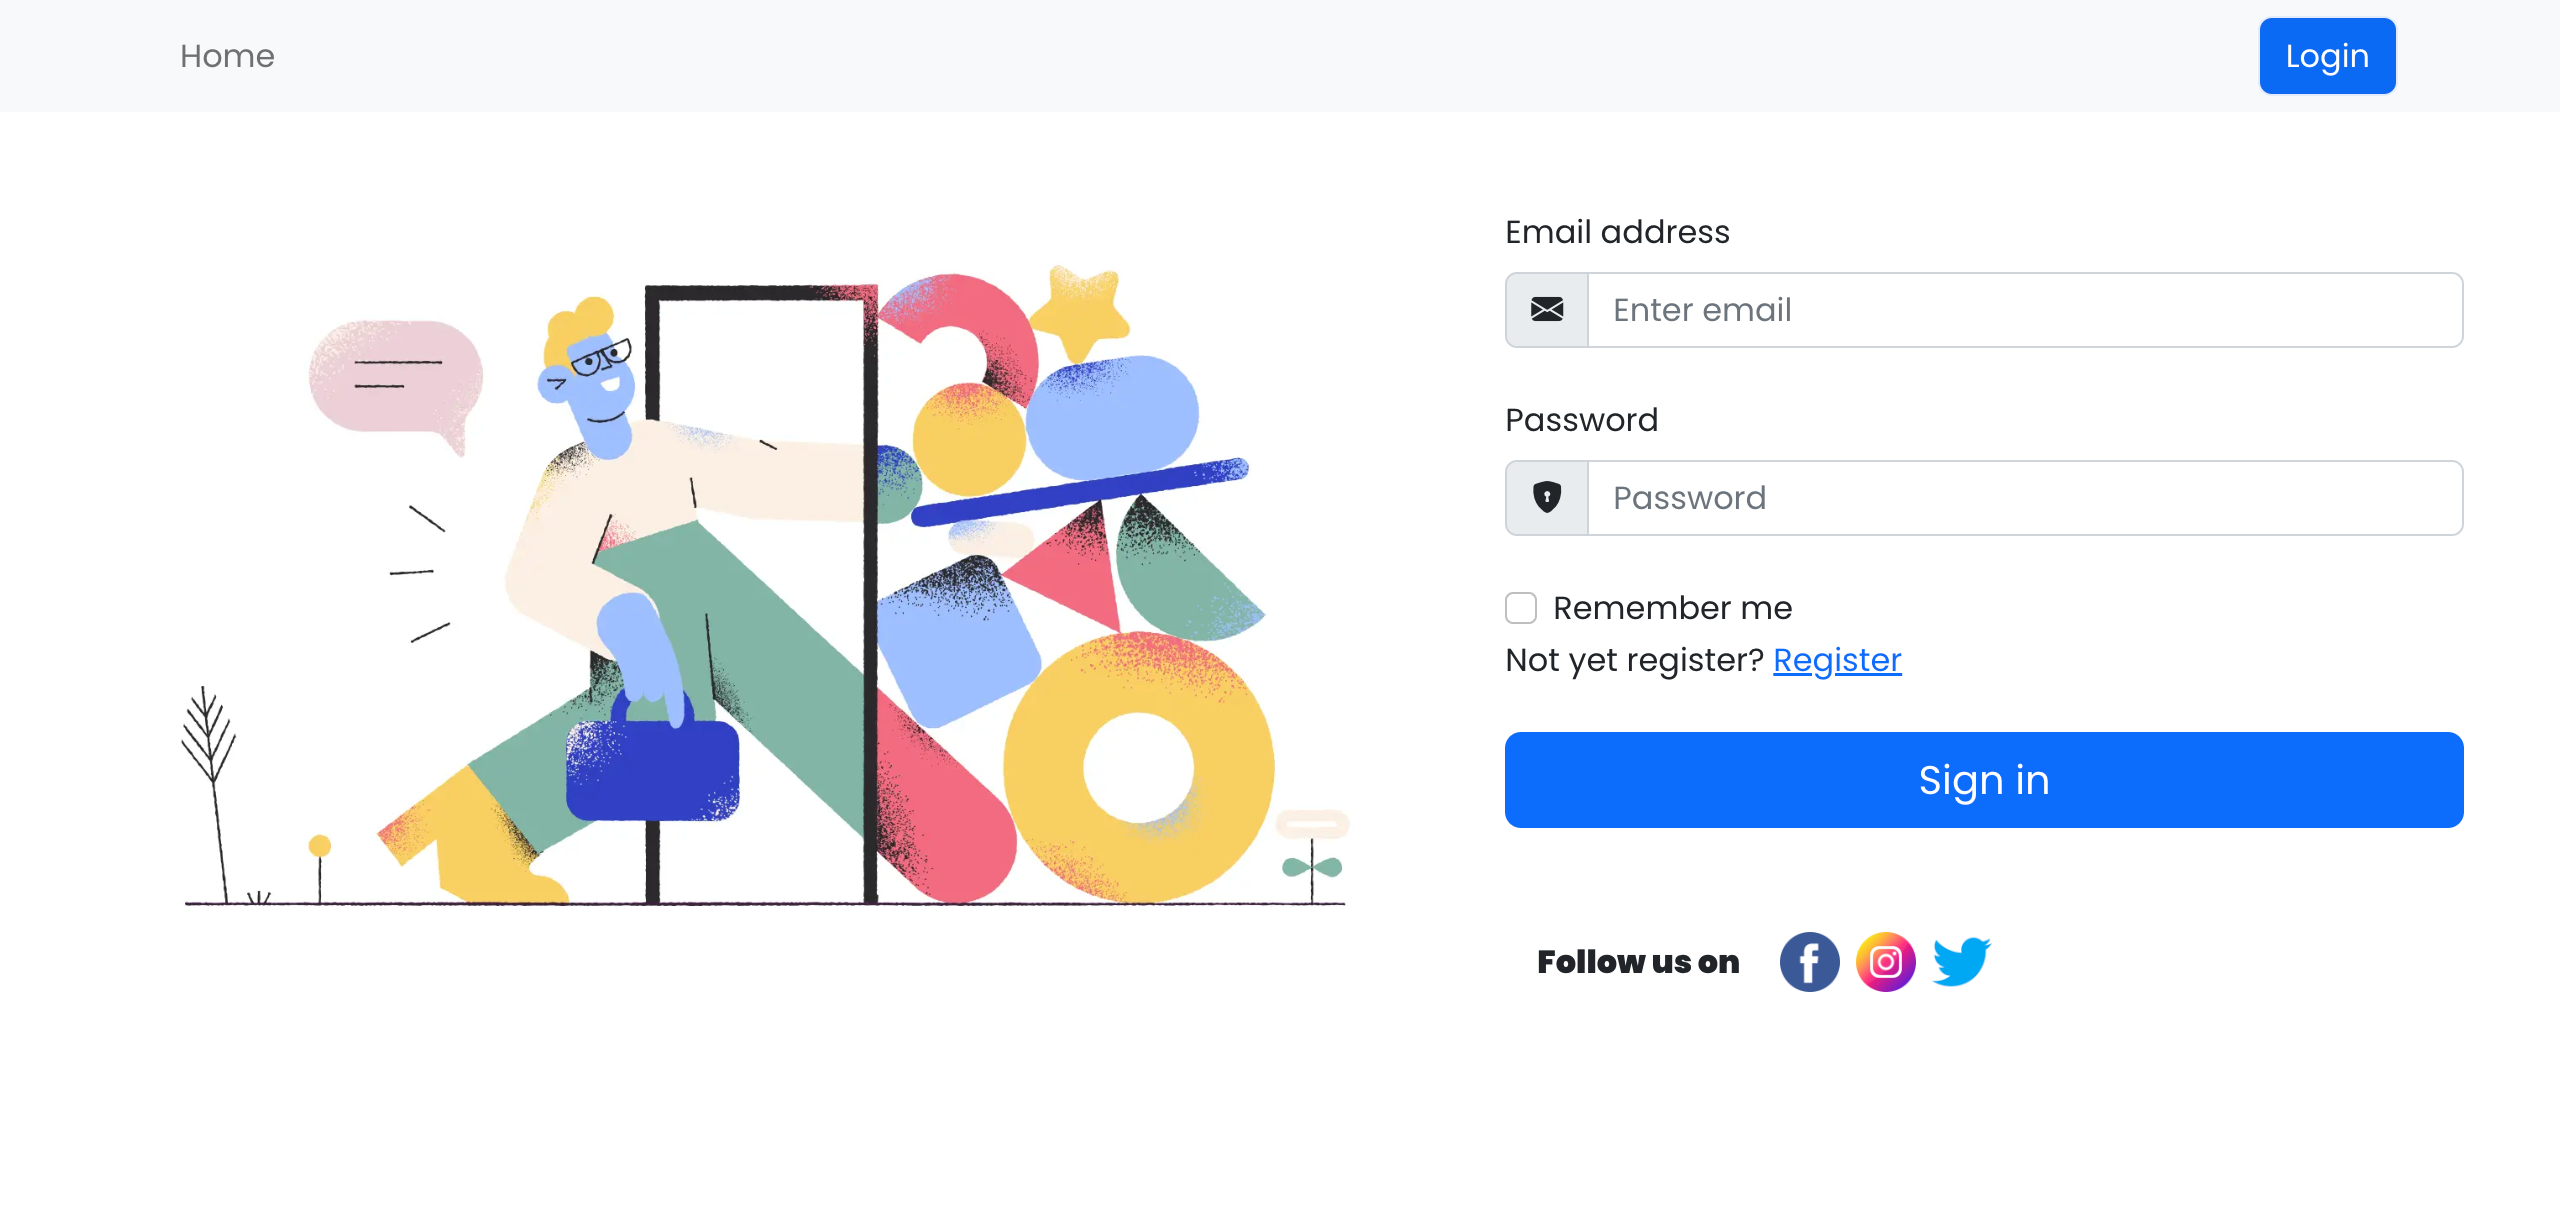 Home
Login
Email address
Enter email
Password
Password
Remember me
Not yet register? Register
Sign in
Follow us on